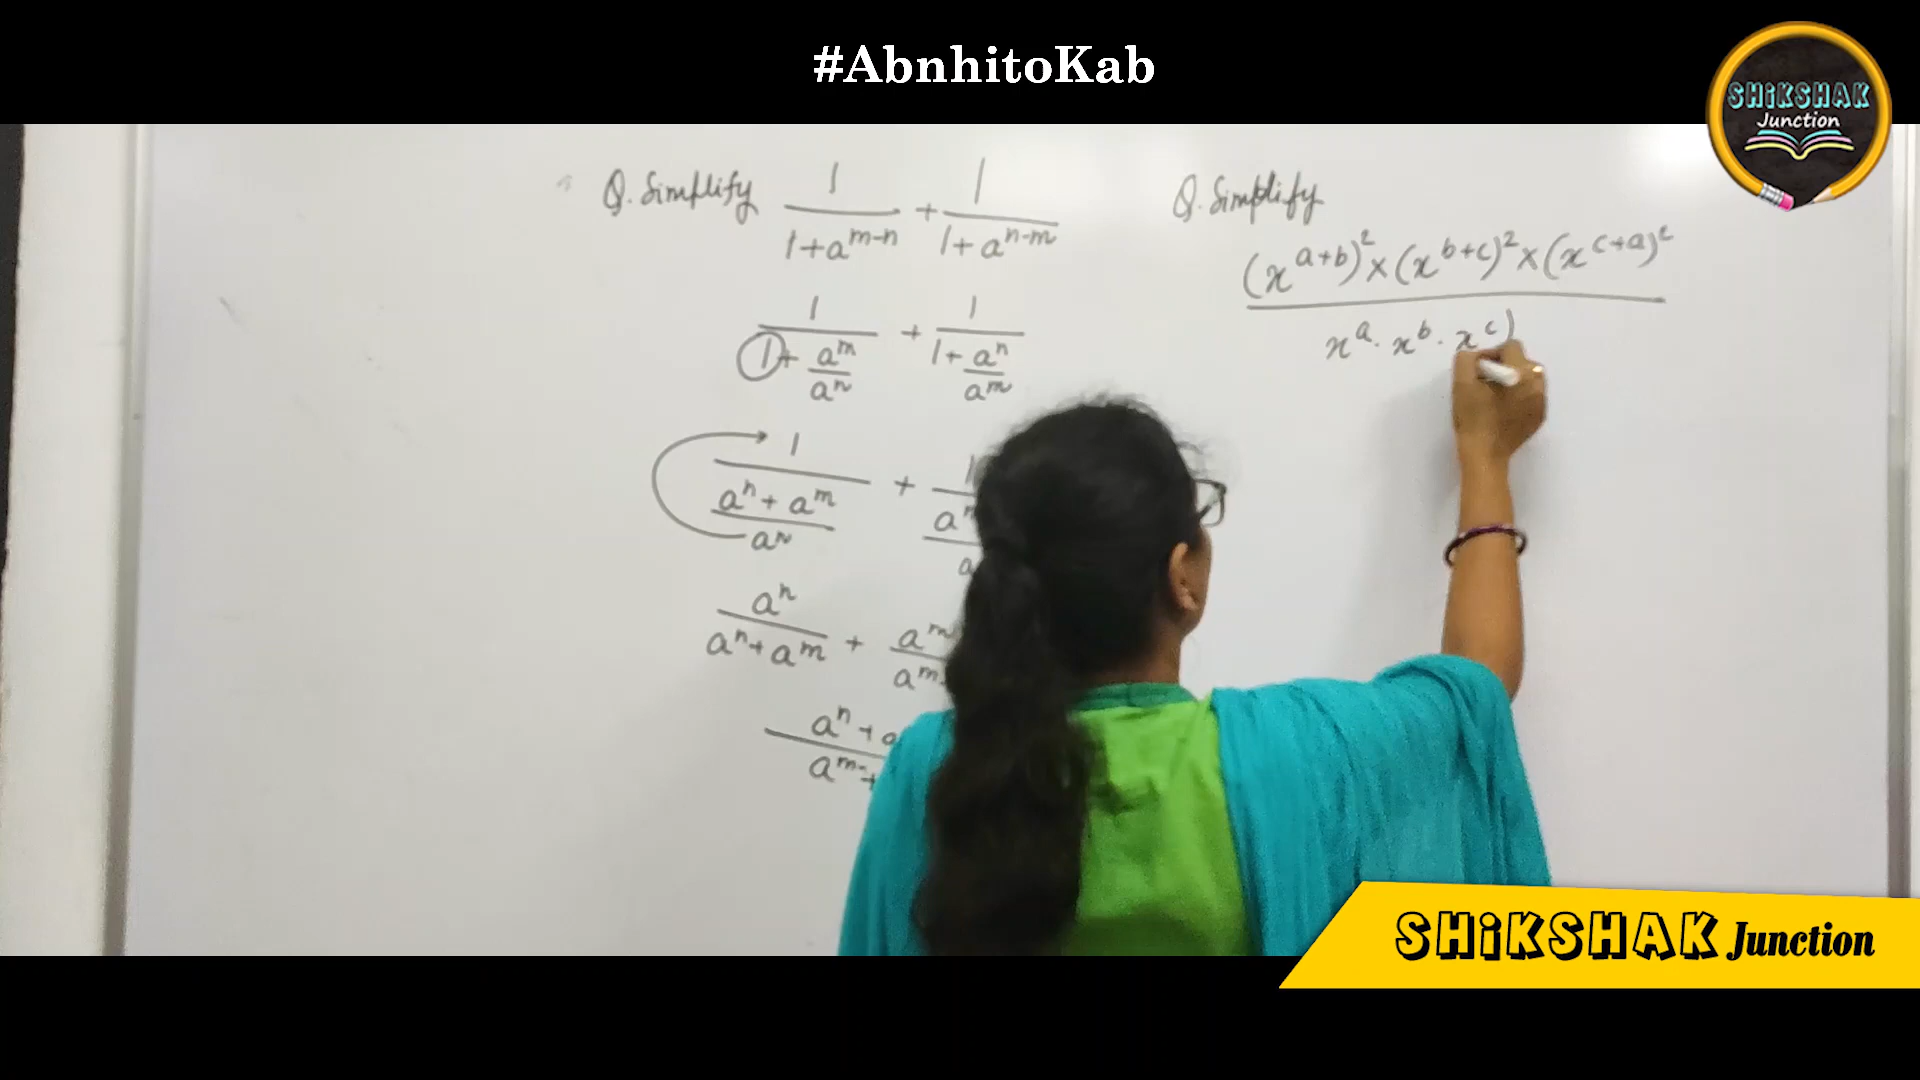 #AbnhitoKab
SHiKSHAK
Junction
Q. Simplify 1/(1+a^(m-n)) + 1/(1+a^(n-m))
1/(1+a^m/a^n) + 1/(1+a^n/a^m)
1/((a^n+a^m)/a^n) +
a^n/(a^n+a^m) +
a^n +
Q. Simplify
(x^(a+b))^2 × (x^(b+c))^2 × (x^(c+a))^2
x^a . x^b . x^c)
SHiKSHAK Junction